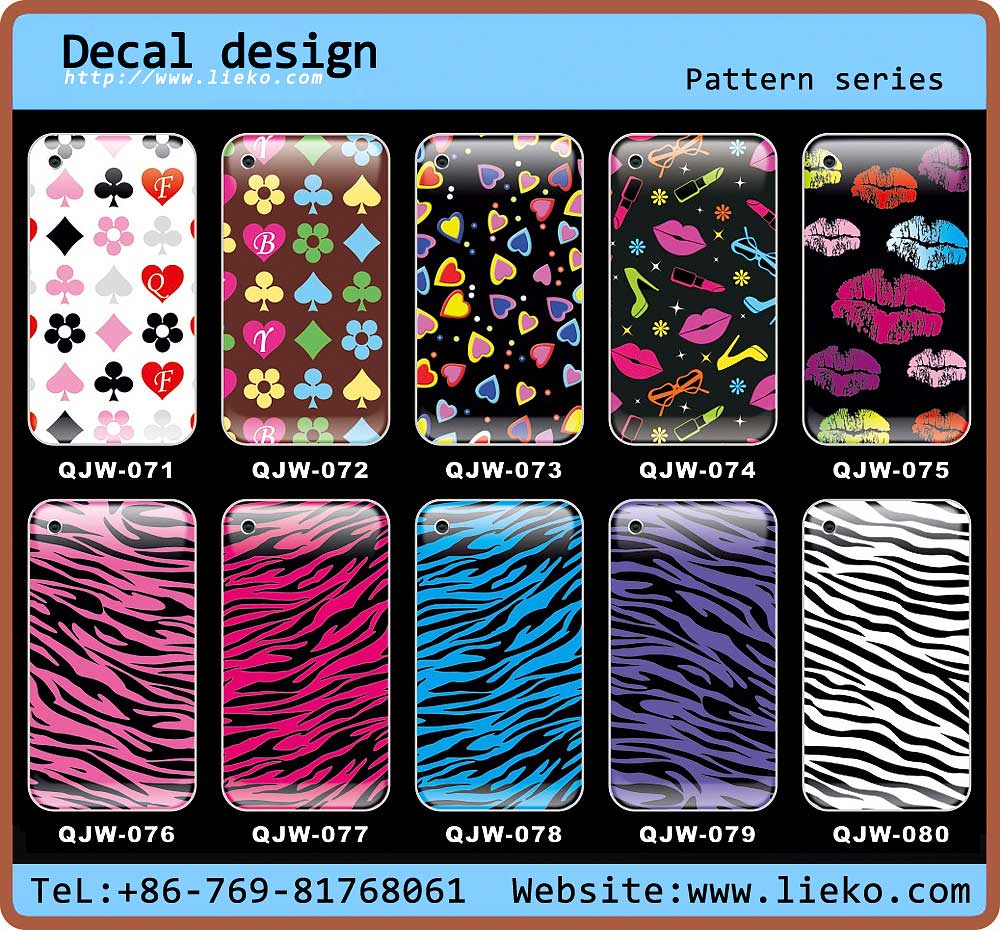 Decal design
http://www.lieko.com
Pattern series
F
Q
F
Y
B
Y
B
QJW-071 QJW-072 QJW-073 QJW-074 QJW-075
QJW-076 QJW-077 QJW-078 QJW-079 QJW-080
TeL:+86-769-81768061 Website:www.lieko.com